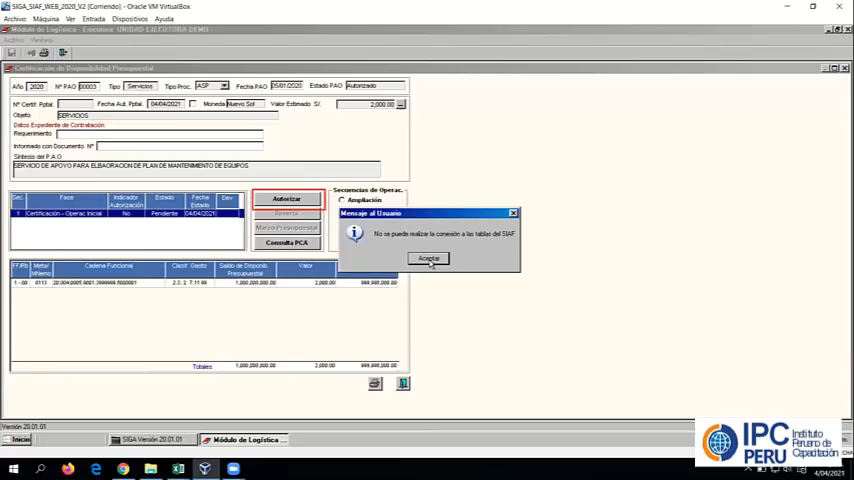 SIGA_SIAF_WEB_2020_V2 [Corriendo] - Oracle VM VirtualBox
Archivo Máquina Ver Entrada Dispositivos Ayuda
Módulo de Logística - Ejecutora: UNIDAD EJECUTORA DEMO
Archivo Ventana
Certificación de Disponibilidad Presupuestal
Año 2020 Nº PAO 00003 Tipo Servicios Tipo Proc. ASP Fecha PAO 05/01/2020 Estado PAO Autorizado
Nº Certif. Pptal. Fecha Aut. Pptal. 04/04/2021 Moneda Nuevo Sol Valor Estimado S/. 2,000.00 ...
Objeto SERVICIOS
Datos Expediente de Contratación
Requerimiento
Informado con Documento Nº
Síntesis del P.A.O
SERVICIO DE APOYO PARA ELBAORACION DE PLAN DE MANTENIMIENTO DE EQUIPOS.
Sec. Fase Indicador Autorización Estado Fecha Estado Dev
1 Certificación - Operac Inicial No Pendiente 04/04/2021
Autorizar
Revertir
Marco Presupuestal
Consulta PCA
Secuencias de Operac.
Ampliación
Mensaje al Usuario
No se puede realizar la conexión a las tablas del SIAF
Aceptar
FF/Rb Meta/ MNemo Cadena Funcional Clasif. Gasto Saldo de Disponib. Presupuestal Valor
1 - 00 0113 20.004.0005.9001.3999999.5000001 2.3. 2 7.11 99 1,000,000,000.00 2,000.00 999,998,000.00
Totales 1,000,000,000.00 2,000.00 999,998,000.00
Versión 20.01.01
Inicio SIGA Versión 20.01.01 Módulo de Logística ...
IPC PERU
Instituto Peruano de Capacitación
4/04/2021